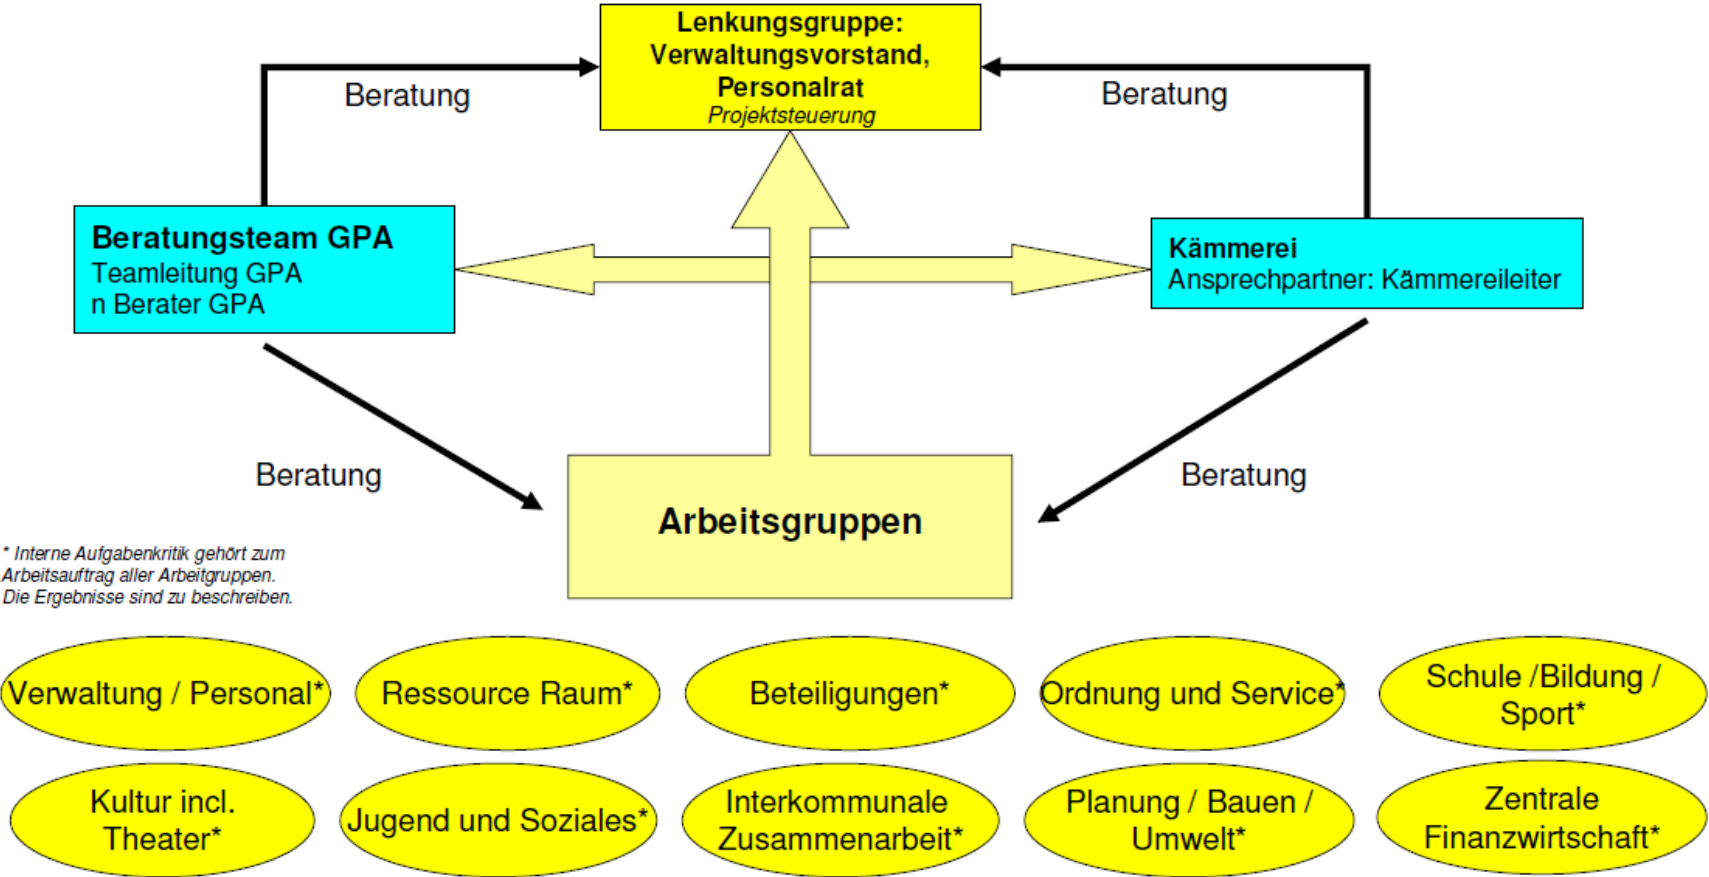 Lenkungsgruppe:
Verwaltungsvorstand,
Personalrat
Projektsteuerung
Beratung
Beratung
Beratungsteam GPA
Teamleitung GPA
n Berater GPA
Kämmerei
Ansprechpartner: Kämmereileiter
Beratung
Beratung
Arbeitsgruppen
* Interne Aufgabenkritik gehört zum
Arbeitsauftrag aller Arbeitgruppen.
Die Ergebnisse sind zu beschreiben.
Verwaltung / Personal*
Ressource Raum*
Beteiligungen*
Ordnung und Service*
Schule /Bildung /
Sport*
Kultur incl.
Theater*
Jugend und Soziales*
Interkommunale
Zusammenarbeit*
Planung / Bauen /
Umwelt*
Zentrale
Finanzwirtschaft*